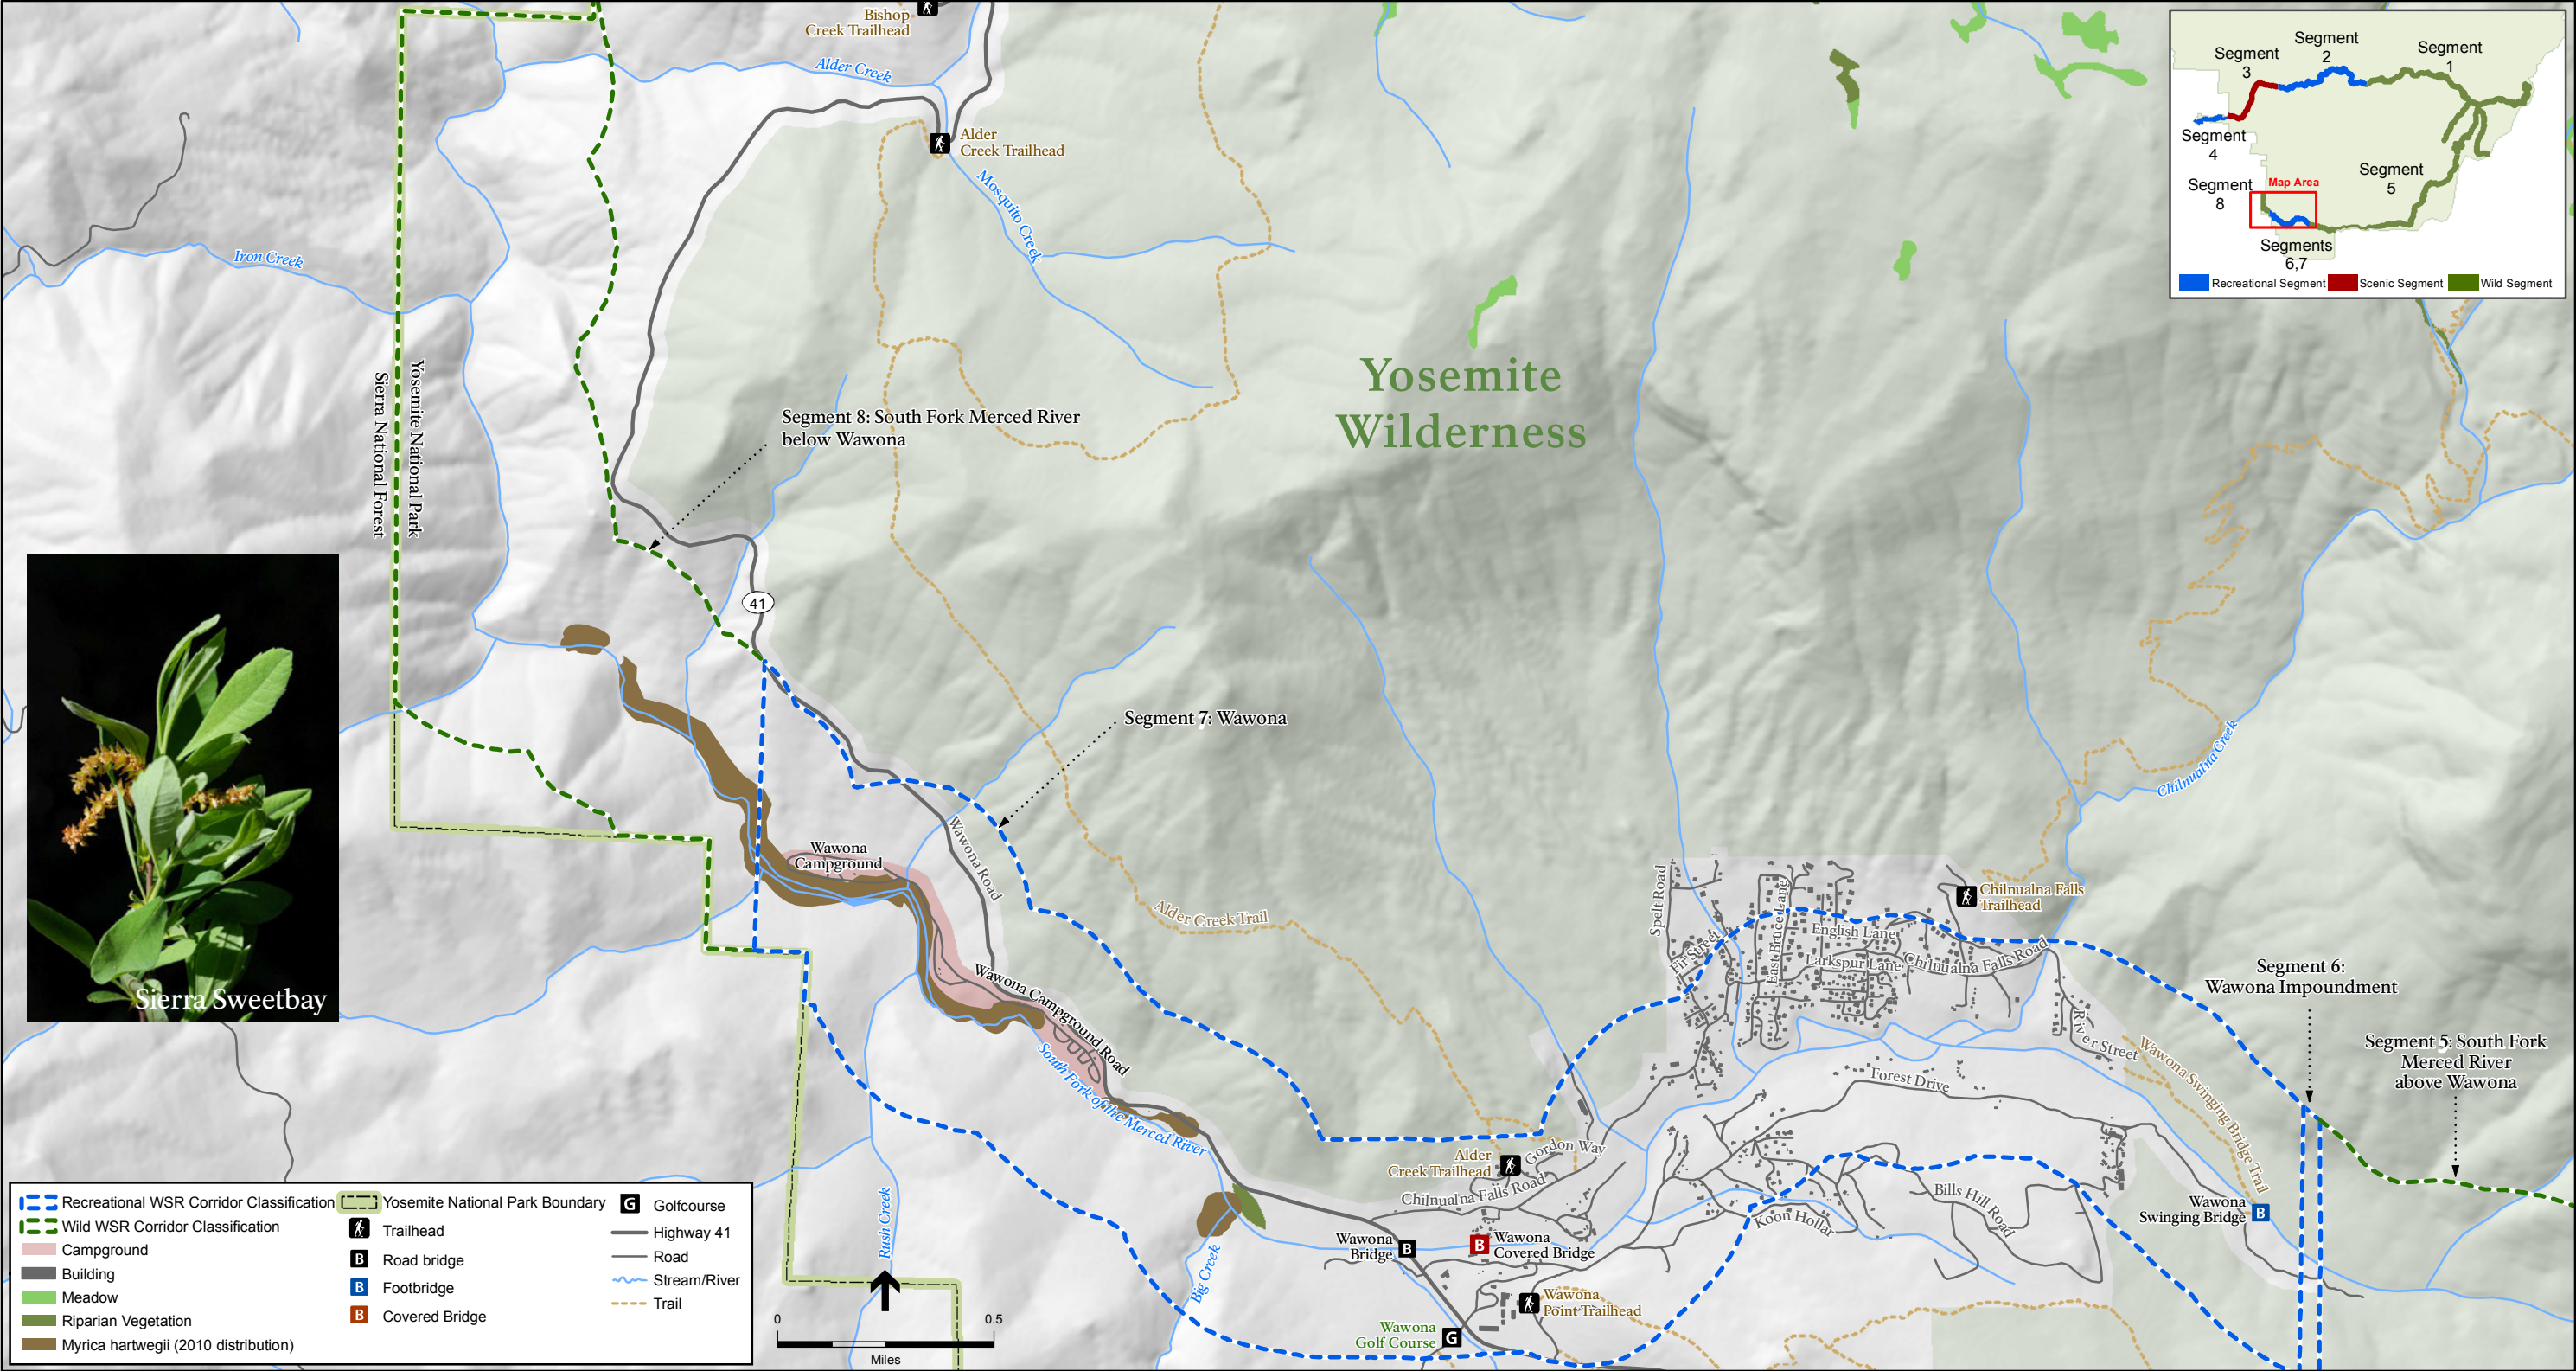 Bishop
Creek Trailhead
Alder Creek
Alder
Creek Trailhead
Mosquito Creek
Iron Creek
Yosemite National Park
Sierra National Forest
Segment 8: South Fork Merced River
below Wawona
Yosemite
Wilderness
41
Segment 7: Wawona
Sierra Sweetbay
Wawona
Campground
Wawona Road
Alder Creek Trail
Wawona Campground Road
South Fork of the Merced River
Rush Creek
Big Creek
Chilnualna Creek
Spelt Road
Fir Street
East Bruce Lane
English Lane
Larkspur Lane
Chilnualna Falls Road
Chilnualna Falls
Trailhead
River Street
Forest Drive
Wawona Swinging Bridge Trail
Segment 6:
Wawona Impoundment
Segment 5: South Fork
Merced River
above Wawona
Wawona
Swinging Bridge
B
Bills Hill Road
Koon Hollar
Gordon Way
Alder
Creek Trailhead
Chilnualna Falls Road
Wawona
Bridge
B
B
Wawona
Covered Bridge
Wawona
Point Trailhead
Wawona
Golf Course
G
Segment
3
Segment
2
Segment
1
Segment
4
Segment
5
Segment
8
Map Area
Segments
6,7
Recreational Segment
Scenic Segment
Wild Segment
Recreational WSR Corridor Classification
Wild WSR Corridor Classification
Campground
Building
Meadow
Riparian Vegetation
Myrica hartwegii (2010 distribution)
Yosemite National Park Boundary
Trailhead
B Road bridge
B Footbridge
B Covered Bridge
G Golfcourse
Highway 41
Road
Stream/River
Trail
0 0.5
Miles